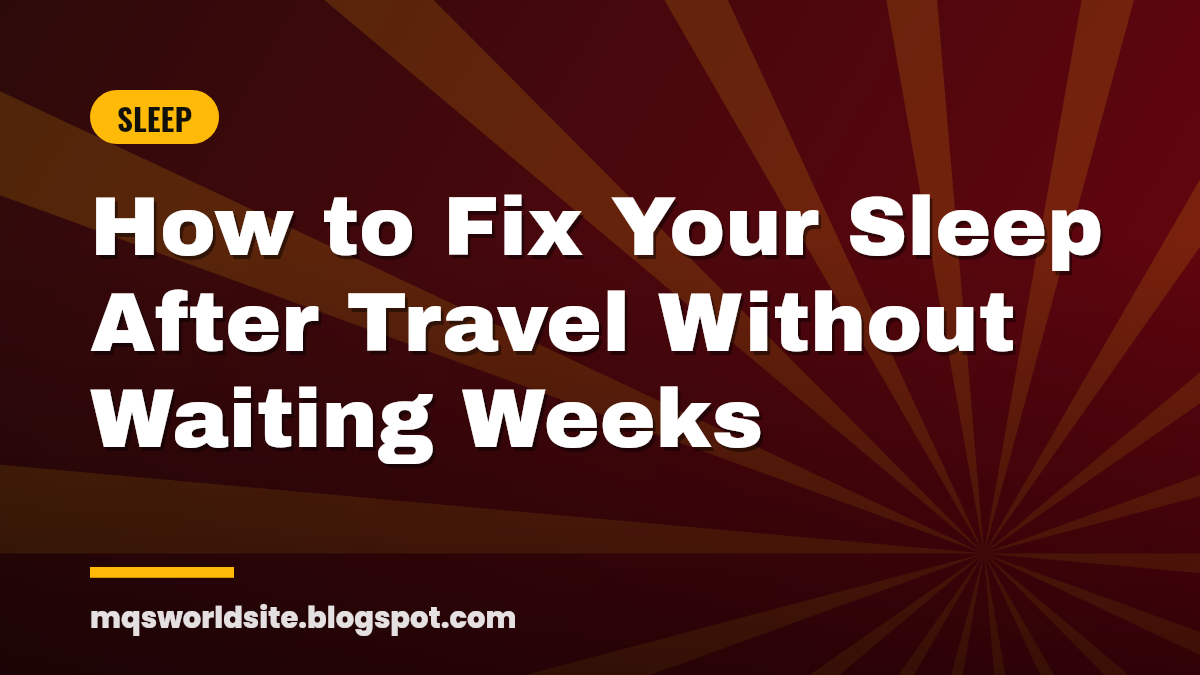 SLEEP
How to Fix Your Sleep
After Travel Without
Waiting Weeks
mqsworldsite.blogspot.com